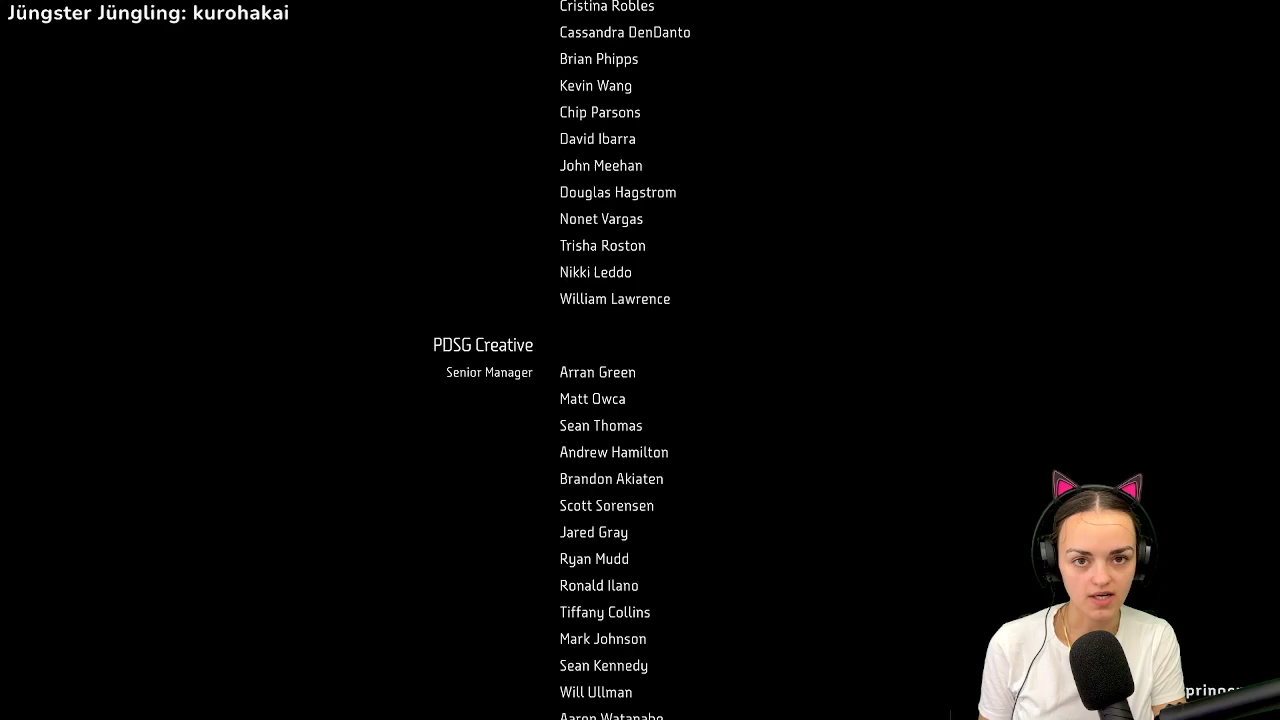 Jüngster Jüngling: kurohakai
Cristina Robles
Cassandra DenDanto
Brian Phipps
Kevin Wang
Chip Parsons
David Ibarra
John Meehan
Douglas Hagstrom
Nonet Vargas
Trisha Roston
Nikki Leddo
William Lawrence
PDSG Creative
Senior Manager Arran Green
Matt Owca
Sean Thomas
Andrew Hamilton
Brandon Akiaten
Scott Sorensen
Jared Gray
Ryan Mudd
Ronald Ilano
Tiffany Collins
Mark Johnson
Sean Kennedy
Will Ullman
Aaron Watanabe